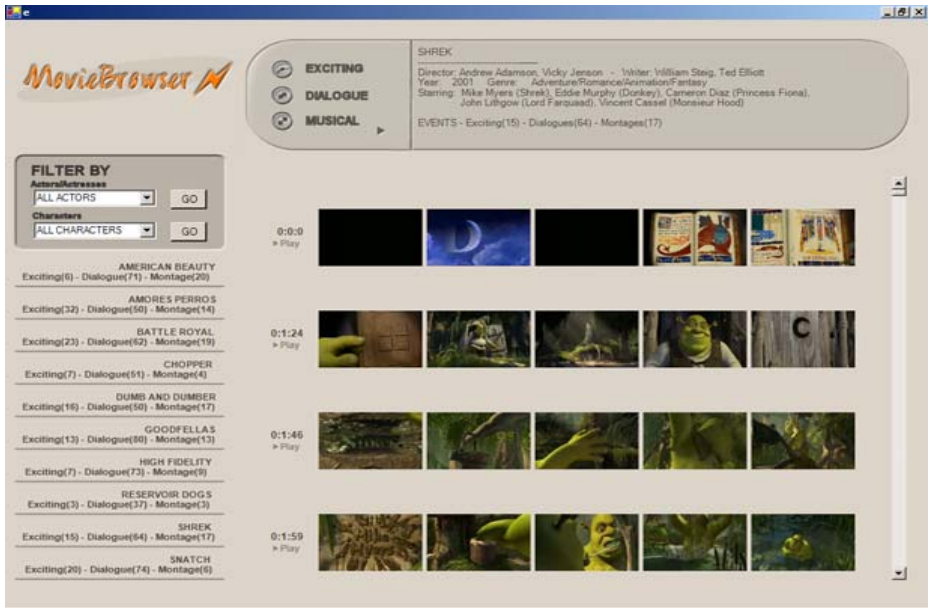 e
MovieBrowser
EXCITING
DIALOGUE
MUSICAL
SHREK
Director: Andrew Adamson, Vicky Jenson - Writer: William Steig, Ted Elliott
Year: 2001 Genre: Adventure/Romance/Animation/Fantasy
Starring: Mike Myers (Shrek), Eddie Murphy (Donkey), Cameron Diaz (Princess Fiona),
John Lithgow (Lord Farquaad), Vincent Cassel (Monsieur Hood)
EVENTS - Exciting(15) - Dialogues(64) - Montages(17)
FILTER BY
Actors/Actresses
ALL ACTORS GO
Characters
ALL CHARACTERS GO
AMERICAN BEAUTY
Exciting(6) - Dialogue(71) - Montage(20)
AMORES PERROS
Exciting(32) - Dialogue(50) - Montage(14)
BATTLE ROYAL
Exciting(23) - Dialogue(62) - Montage(19)
CHOPPER
Exciting(7) - Dialogue(51) - Montage(4)
DUMB AND DUMBER
Exciting(16) - Dialogue(50) - Montage(17)
GOODFELLAS
Exciting(13) - Dialogue(80) - Montage(13)
HIGH FIDELITY
Exciting(7) - Dialogue(73) - Montage(9)
RESERVOIR DOGS
Exciting(3) - Dialogue(37) - Montage(3)
SHREK
Exciting(15) - Dialogue(64) - Montage(17)
SNATCH
Exciting(20) - Dialogue(74) - Montage(6)
0:0:0
Play
D
0:1:24
Play
C
0:1:46
Play
0:1:59
Play
Mike
Myers